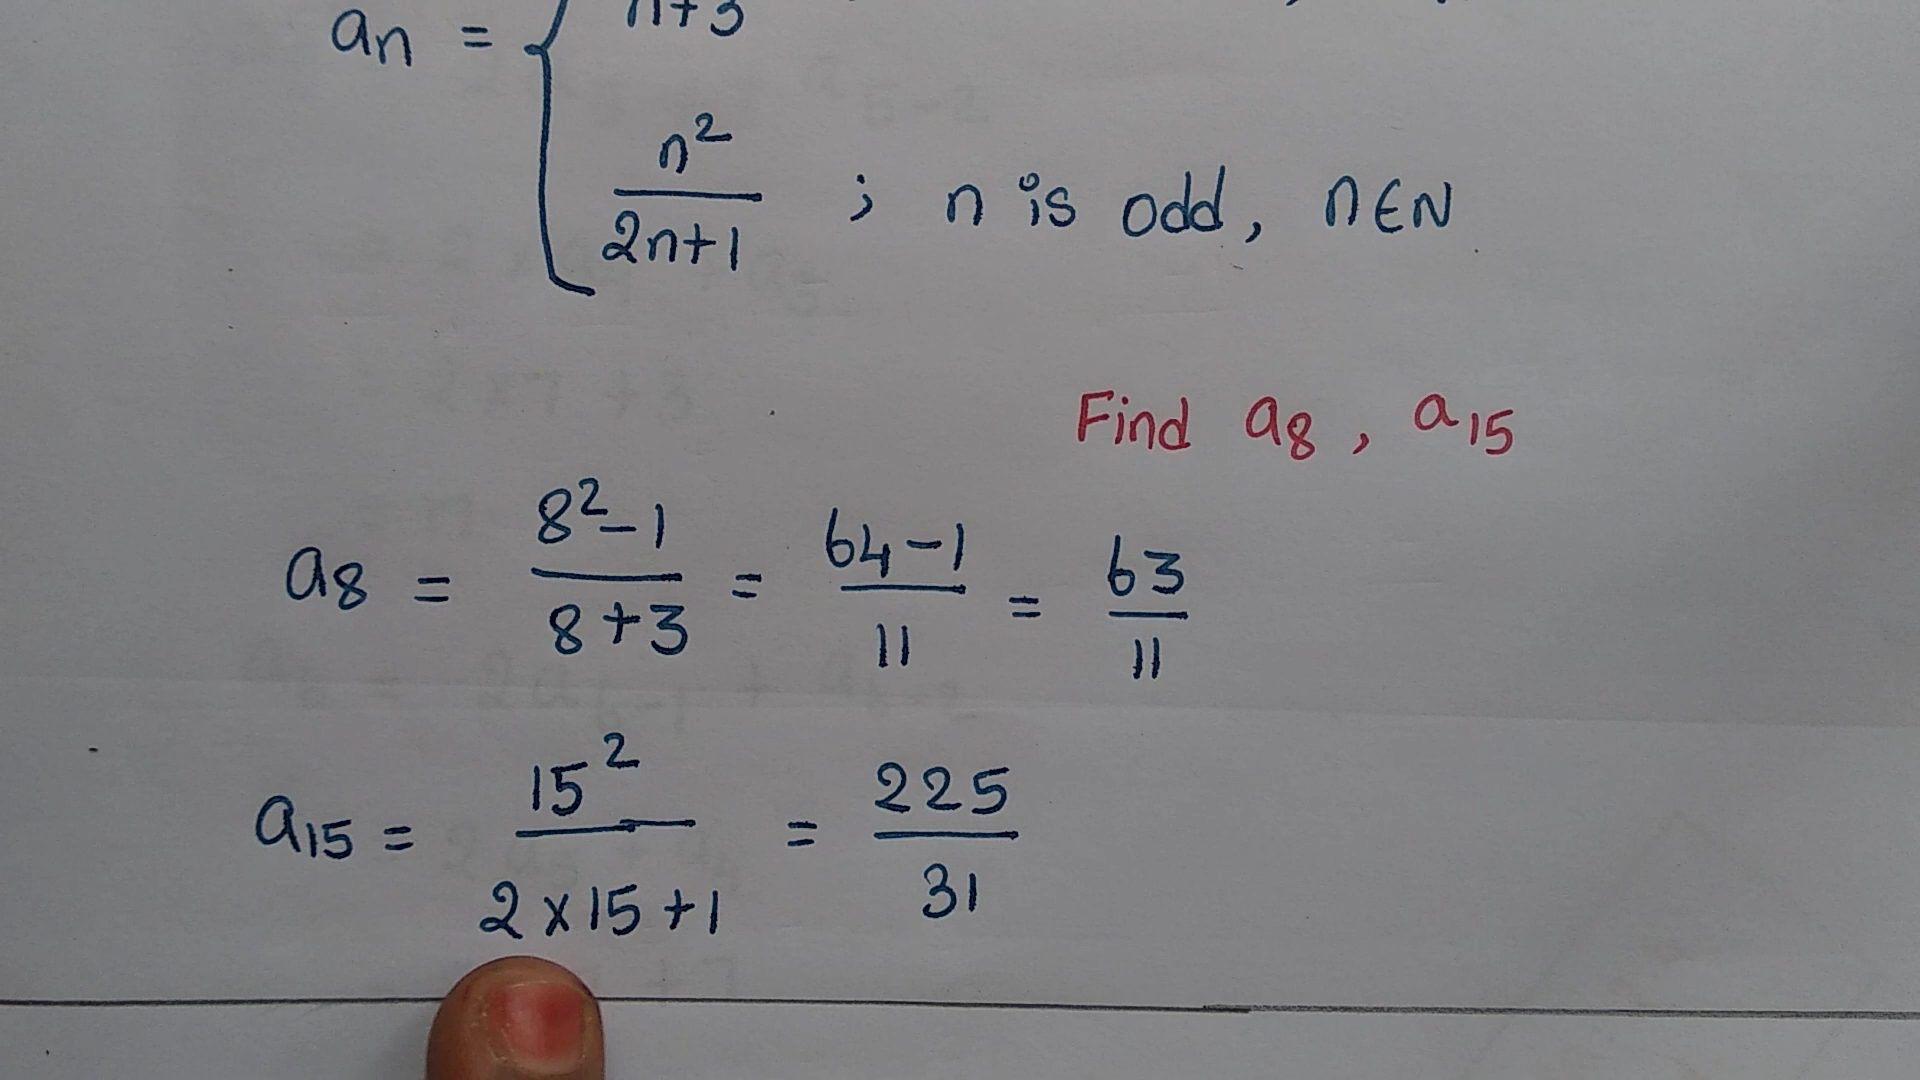 aₙ = { n+3
n²/(2n+1) ; n is odd, n∈N
Find a₈, a₁₅
a₈ = (8²-1)/(8+3) = (64-1)/11 = 63/11
a₁₅ = 15²/(2×15+1) = 225/31